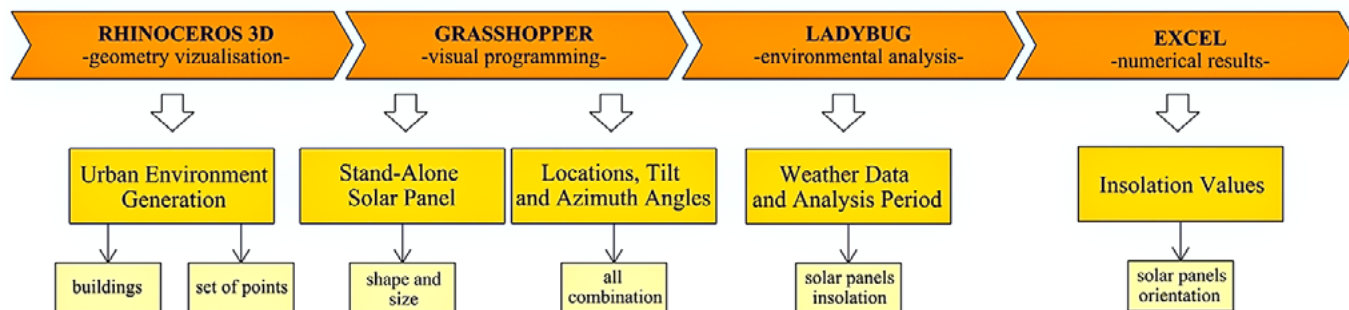 RHINOCEROS 3D
-geometry vizualisation-
GRASSHOPPER
-visual programming-
LADYBUG
-environmental analysis-
EXCEL
-numerical results-
Urban Environment
Generation
Stand-Alone
Solar Panel
Locations, Tilt
and Azimuth Angles
Weather Data
and Analysis Period
Insolation Values
buildings
set of points
shape and
size
all
combination
solar panels
insolation
solar panels
orientation